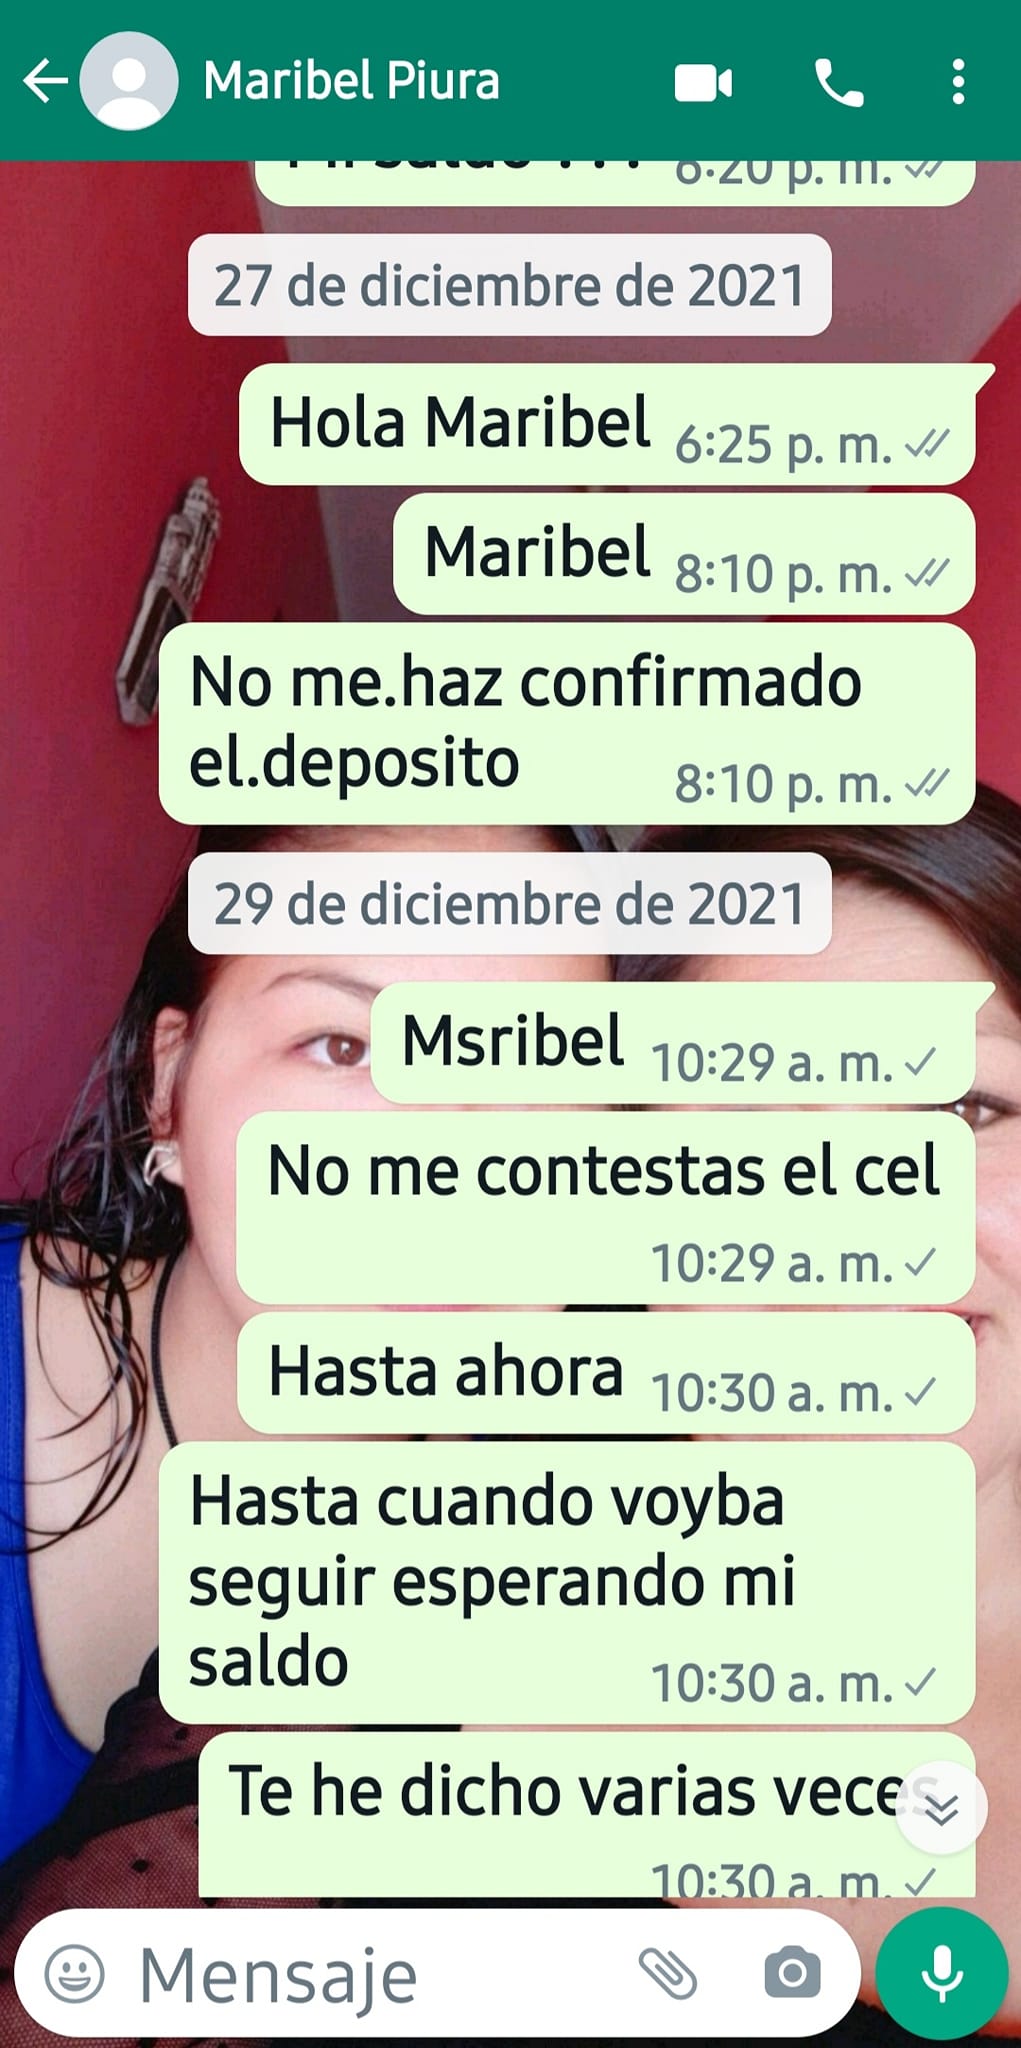 Maribel Piura
6:20 p. m.
27 de diciembre de 2021
Hola Maribel 6:25 p. m.
Maribel 8:10 p. m.
No me.haz confirmado
el.deposito 8:10 p. m.
29 de diciembre de 2021
Msribel 10:29 a. m.
No me contestas el cel
10:29 a. m.
Hasta ahora 10:30 a. m.
Hasta cuando voyba
seguir esperando mi
saldo 10:30 a. m.
Te he dicho varias veces
10:30 a. m.
Mensaje